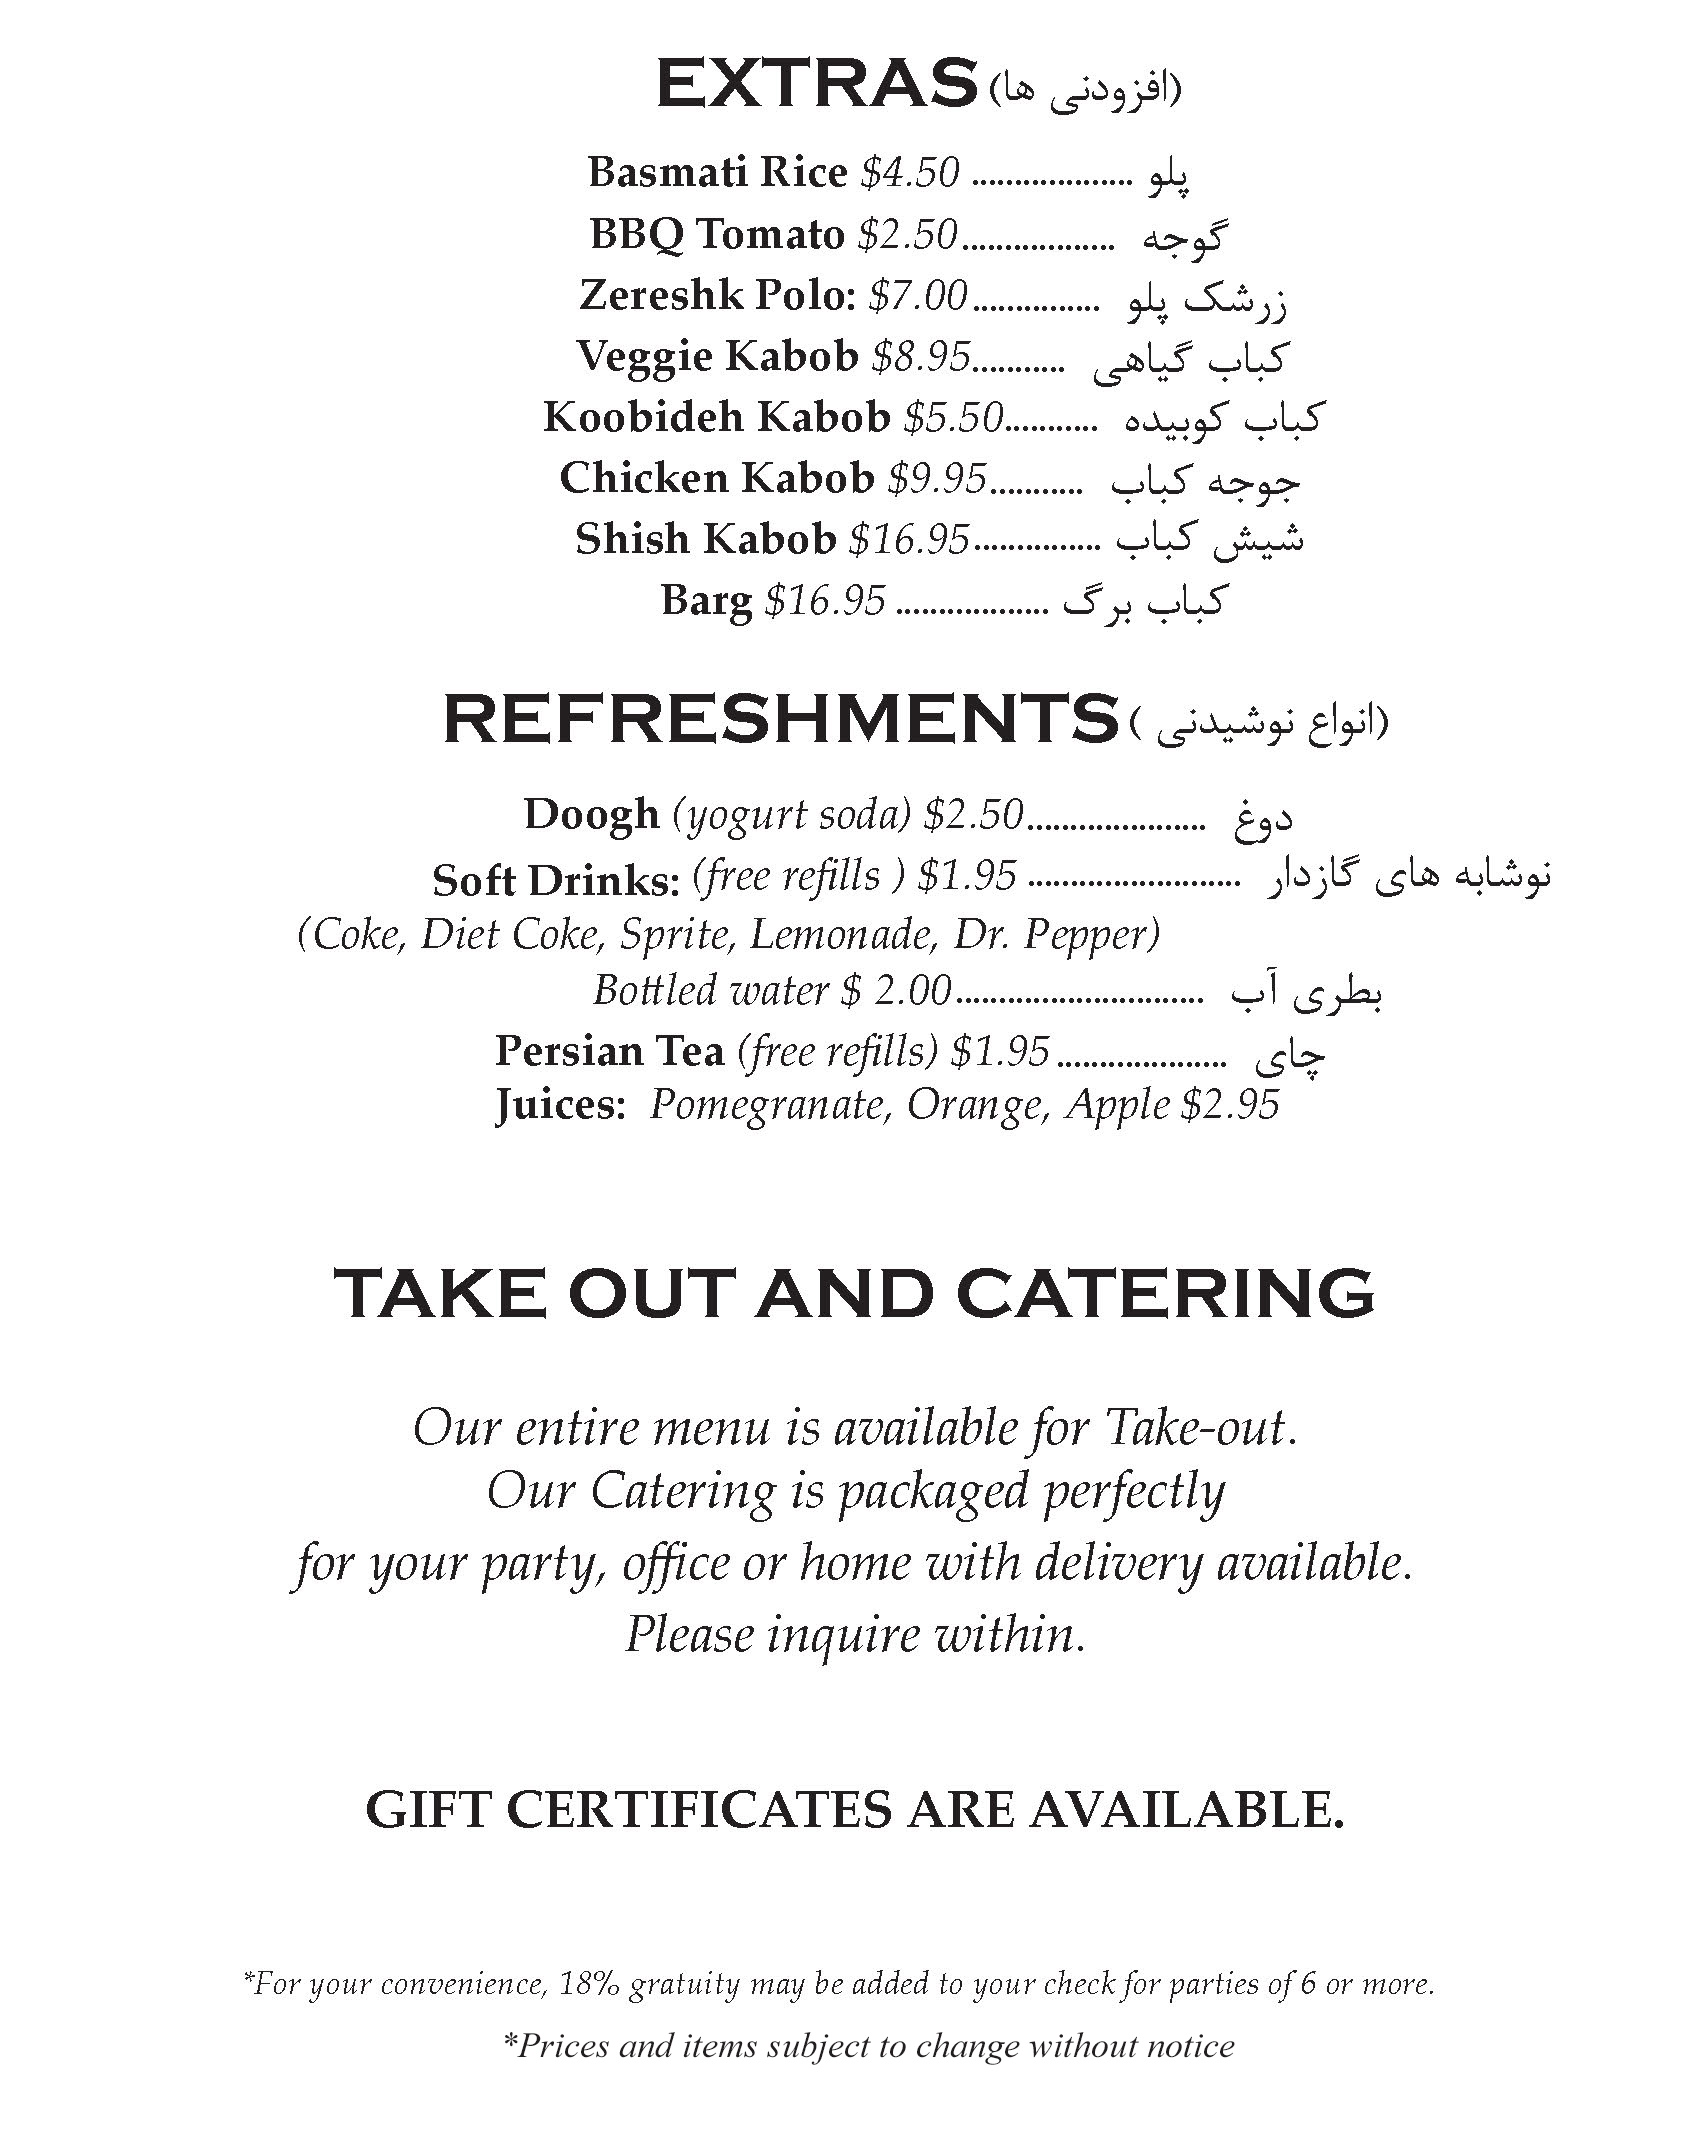 EXTRAS (افزودنی ها)
Basmati Rice $4.50 ................... پلو
BBQ Tomato $2.50.................. گوجه
Zereshk Polo: $7.00............... زرشک پلو
Veggie Kabob $8.95........... کباب گیاهی
Koobideh Kabob $5.50........... کباب کوبیده
Chicken Kabob $9.95........... جوجه کباب
Shish Kabob $16.95............... شیش کباب
Barg $16.95 .................. کباب برگ
REFRESHMENTS (انواع نوشیدنی )
Doogh (yogurt soda) $2.50..................... دوغ
Soft Drinks: (free refills ) $1.95 ......................... نوشابه های گازدار
(Coke, Diet Coke, Sprite, Lemonade, Dr. Pepper)
Bottled water $ 2.00............................. بطری آب
Persian Tea (free refills) $1.95.................... چای
Juices: Pomegranate, Orange, Apple $2.95
TAKE OUT AND CATERING
Our entire menu is available for Take-out.
Our Catering is packaged perfectly
for your party, office or home with delivery available.
Please inquire within.
GIFT CERTIFICATES ARE AVAILABLE.
*For your convenience, 18% gratuity may be added to your check for parties of 6 or more.
*Prices and items subject to change without notice